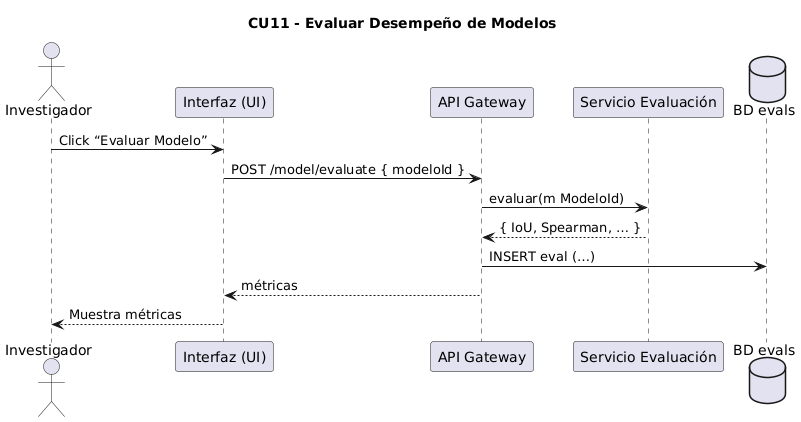 CU11 - Evaluar Desempeño de Modelos
Investigador
Interfaz (UI)
API Gateway
Servicio Evaluación
BD evals
Click “Evaluar Modelo”
POST /model/evaluate { modeloId }
evaluar(m ModeloId)
{ IoU, Spearman, ... }
INSERT eval (...)
métricas
Muestra métricas
Investigador
Interfaz (UI)
API Gateway
Servicio Evaluación
BD evals